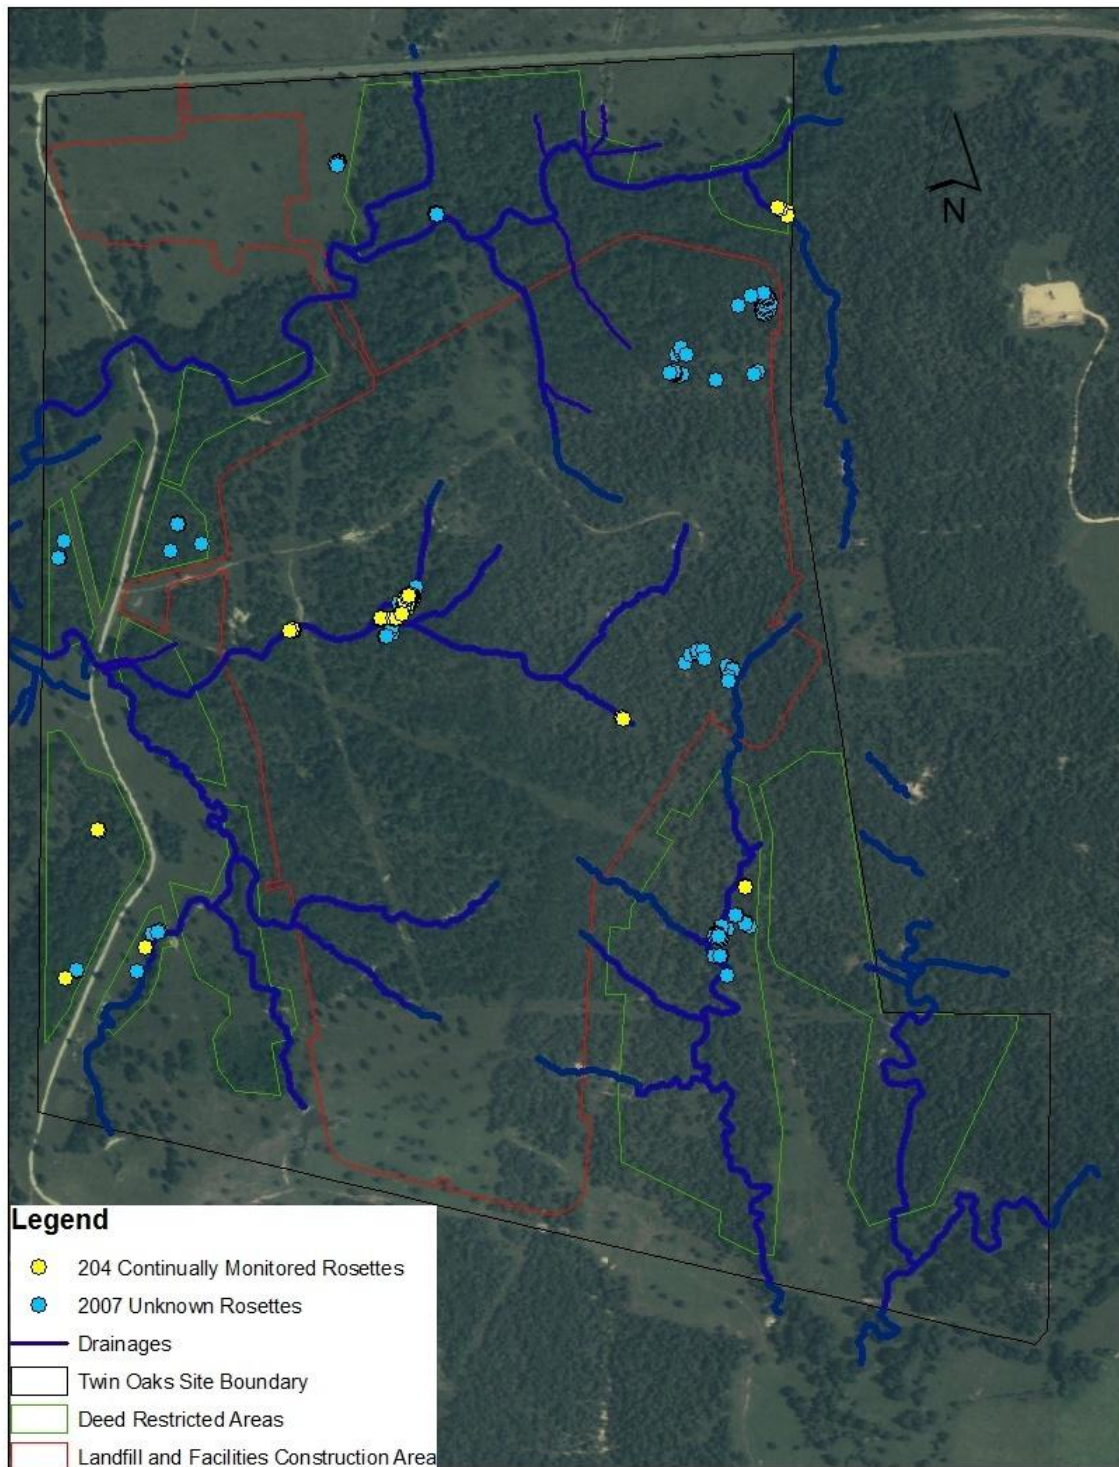 N
Legend
204 Continually Monitored Rosettes
2007 Unknown Rosettes
Drainages
Twin Oaks Site Boundary
Deed Restricted Areas
Landfill and Facilities Construction Area